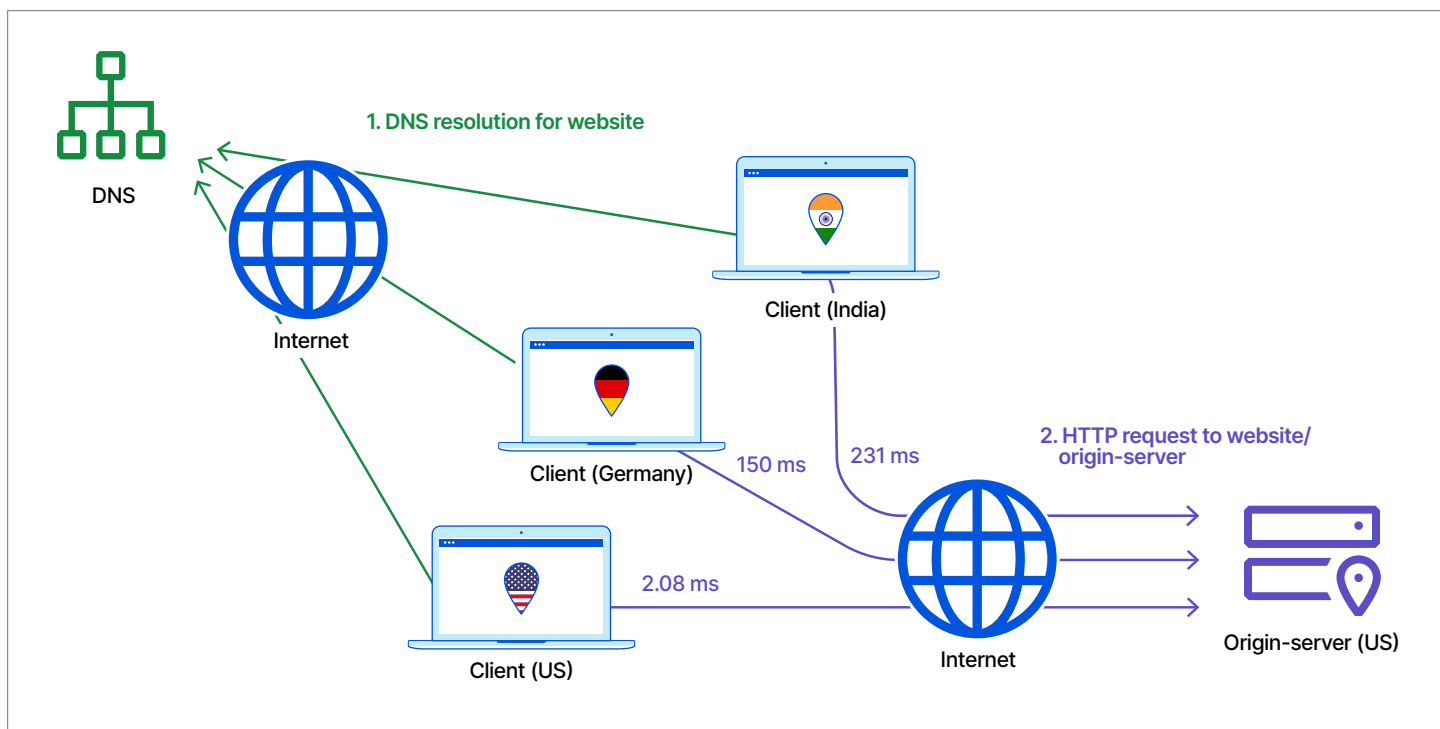 1. DNS resolution for website
DNS
Client (India)
Internet
Client (Germany)
150 ms
231 ms
2. HTTP request to website/
origin-server
2.08 ms
Client (US)
Internet
Origin-server (US)